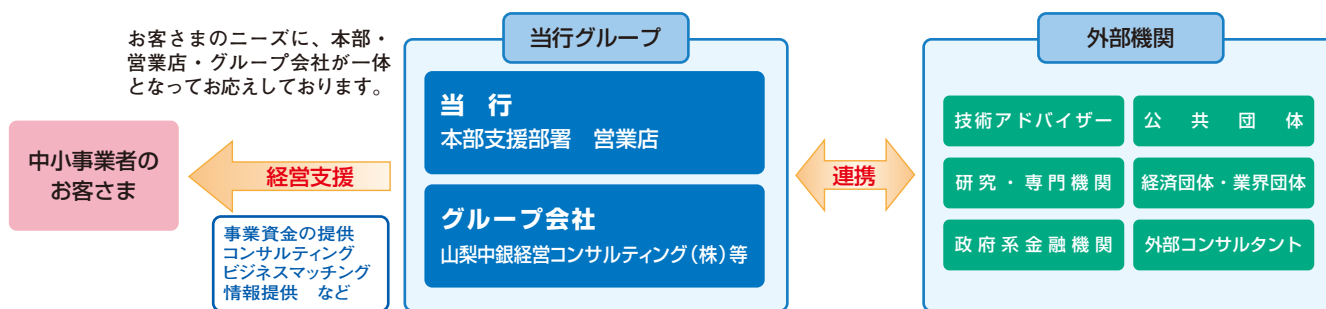 お客さまのニーズに、本部・
営業店・グループ会社が一体
となってお応えしております。
中小事業者の
お客さま
経営支援
事業資金の提供
コンサルティング
ビジネスマッチング
情報提供　など
当行グループ
当　行
本部支援部署　営業店
グループ会社
山梨中銀経営コンサルティング(株)等
連携
外部機関
技術アドバイザー
公共団体
研究・専門機関
経済団体・業界団体
政府系金融機関
外部コンサルタント